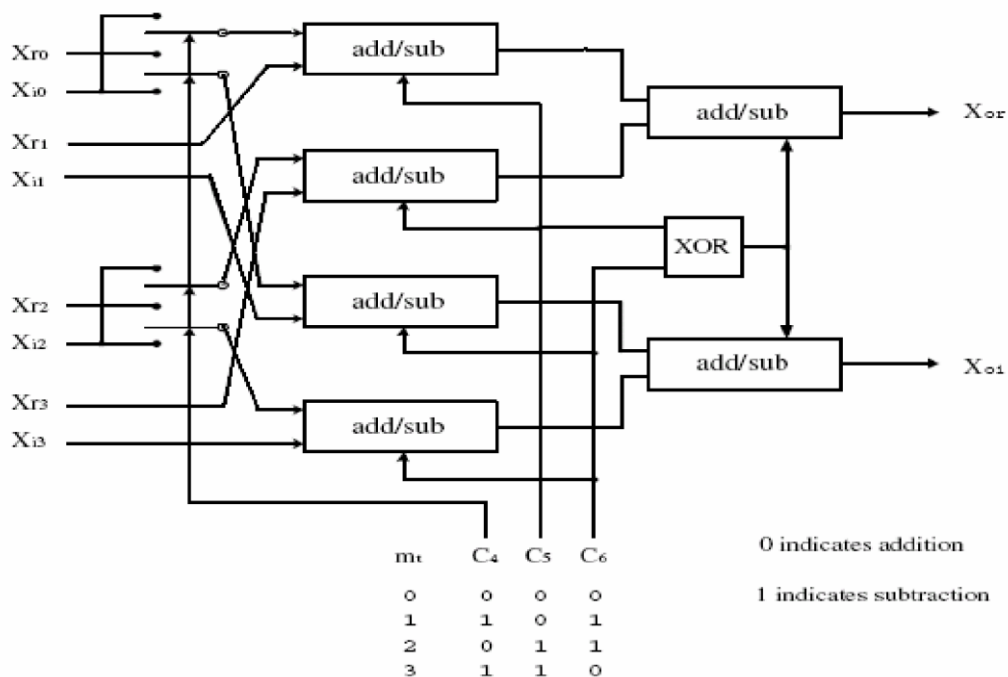 Xr0
Xi0
Xr1
Xi1
Xr2
Xi2
Xr3
Xi3
add/sub
add/sub
add/sub
add/sub
XOR
add/sub
add/sub
Xor
Xoi
mt C4 C5 C6
0 0 0 0
1 1 0 1
2 0 1 1
3 1 1 0
0 indicates addition
1 indicates subtraction